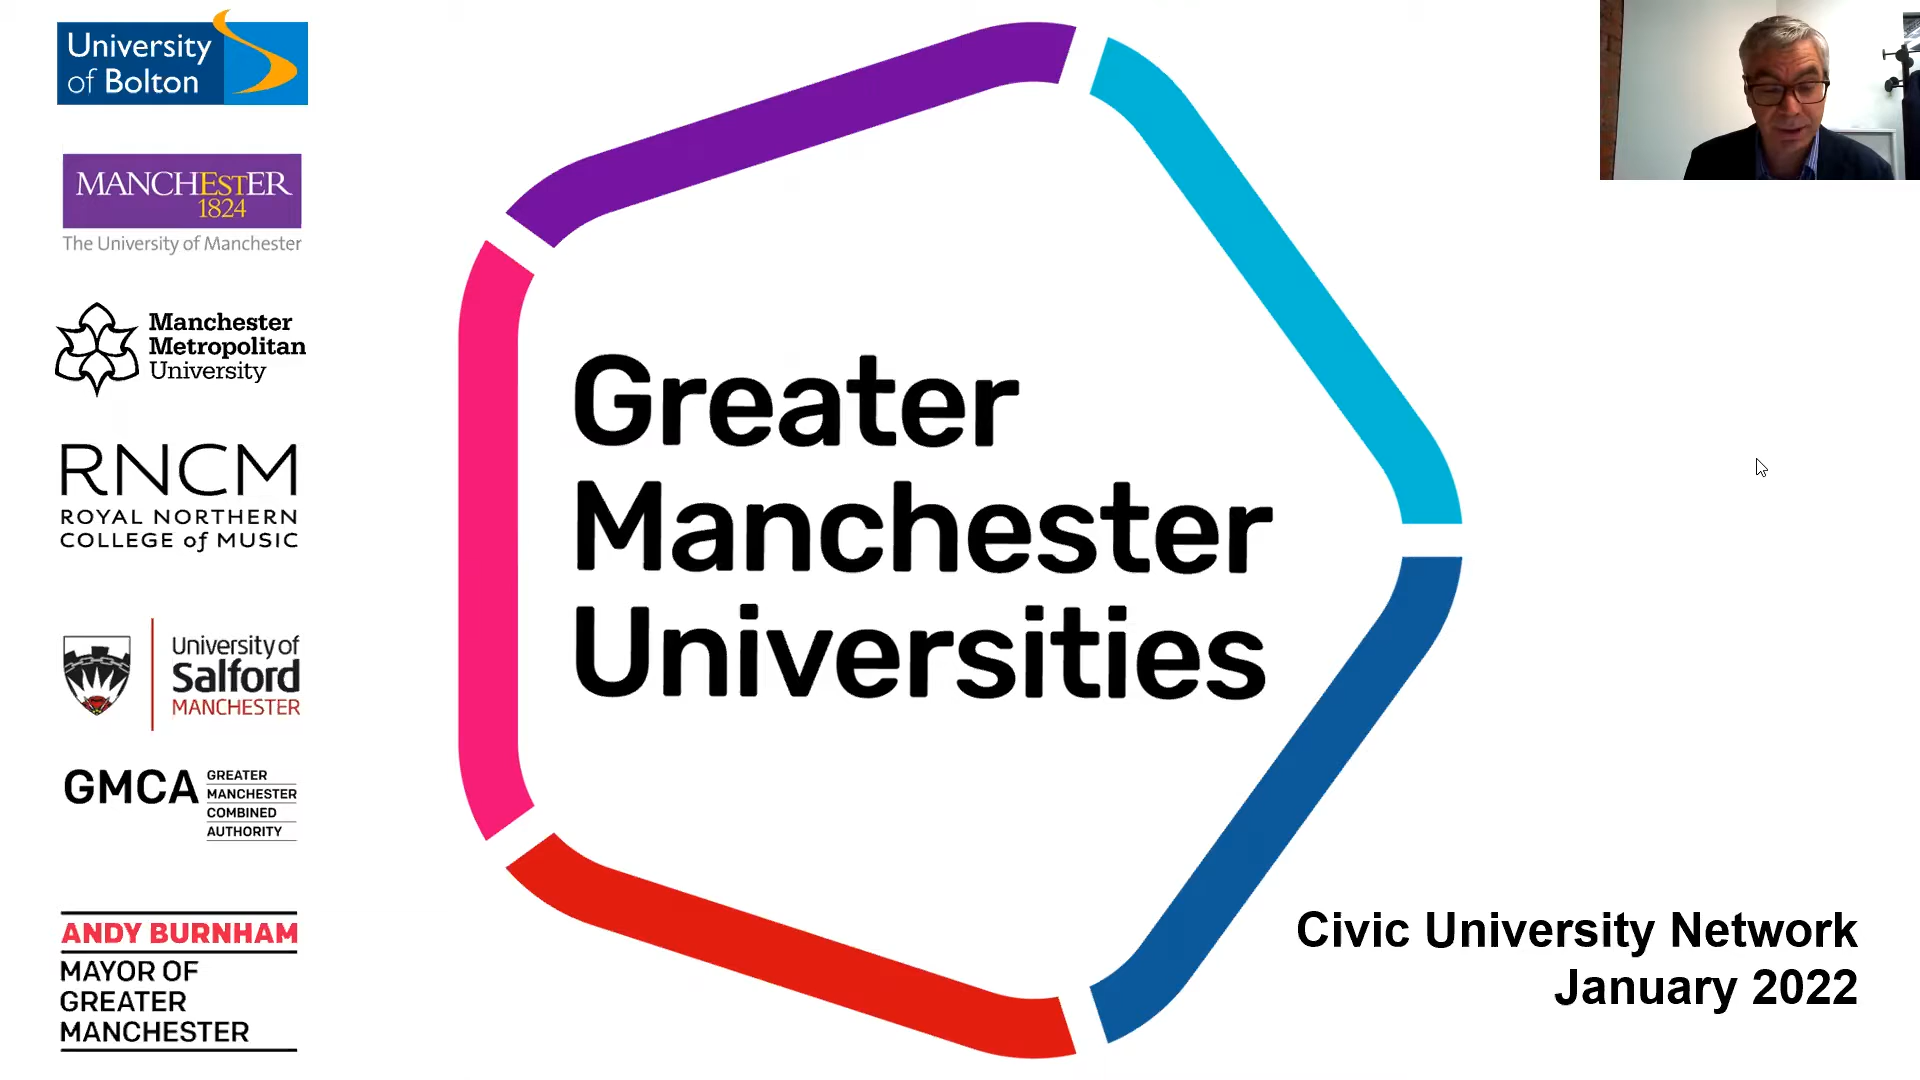 University
of Bolton
MANCHESTER
1824
The University of Manchester
Manchester
Metropolitan
University
RNCM
ROYAL NORTHERN
COLLEGE of MUSIC
University of
Salford
MANCHESTER
GMCA
GREATER
MANCHESTER
COMBINED
AUTHORITY
ANDY BURNHAM
MAYOR OF
GREATER
MANCHESTER
Greater
Manchester
Universities
Civic University Network
January 2022